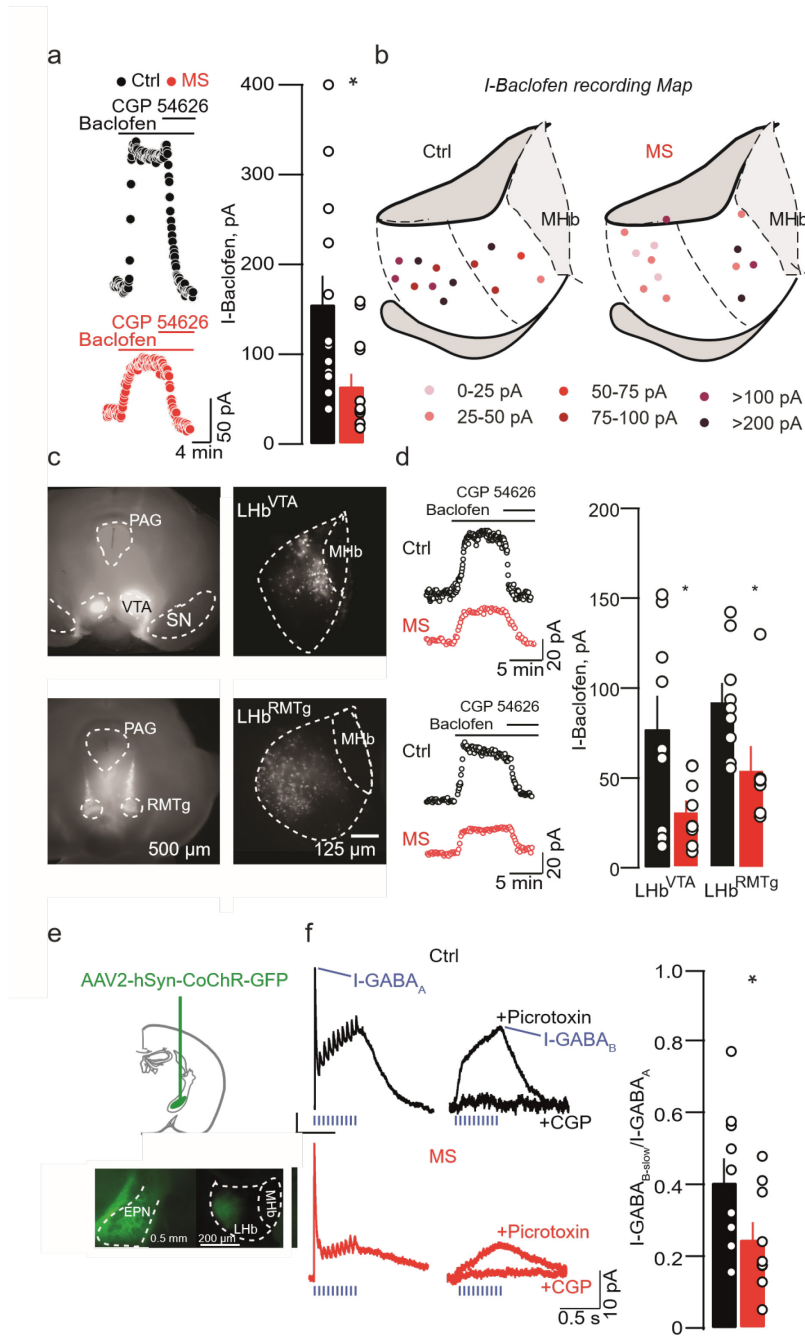 a
Ctrl MS
CGP 54626
Baclofen
CGP 54626
Baclofen
4 min
50 pA
I-Baclofen, pA
400
300
200
100
0
*
b
I-Baclofen recording Map
Ctrl
MHb
MS
MHb
0-25 pA
50-75 pA
>100 pA
25-50 pA
75-100 pA
>200 pA
c
PAG
VTA
SN
LHbVTA
MHb
PAG
RMTg
500 µm
LHbRMTg
MHb
125 µm
d
CGP 54626
Baclofen
Ctrl
MS
5 min
20 pA
CGP 54626
Baclofen
Ctrl
MS
5 min
20 pA
I-Baclofen, pA
200
150
100
50
0
*
*
LHbVTA
LHbRMTg
e
AAV2-hSyn-CoChR-GFP
EPN
0.5 mm
200 µm
LHb
MHb
f
Ctrl
I-GABAA
+Picrotoxin
I-GABAB
+CGP
MS
+Picrotoxin
+CGP
0.5 s
10 pA
I-GABAB-slow/I-GABAA
1.0
0.8
0.6
0.4
0.2
0
*